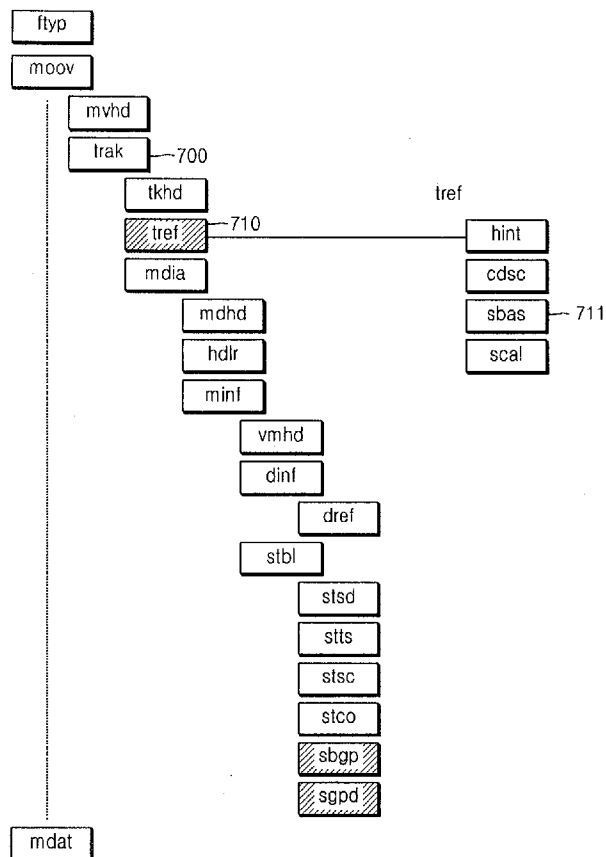 ftyp
moov
mvhd
trak
700
tkhd
tref
tref
710
hint
mdia
cdsc
mdhd
sbas
711
hdlr
scal
minf
vmhd
dinf
dref
stbl
stsd
stts
stsc
stco
sbgp
sgpd
mdat